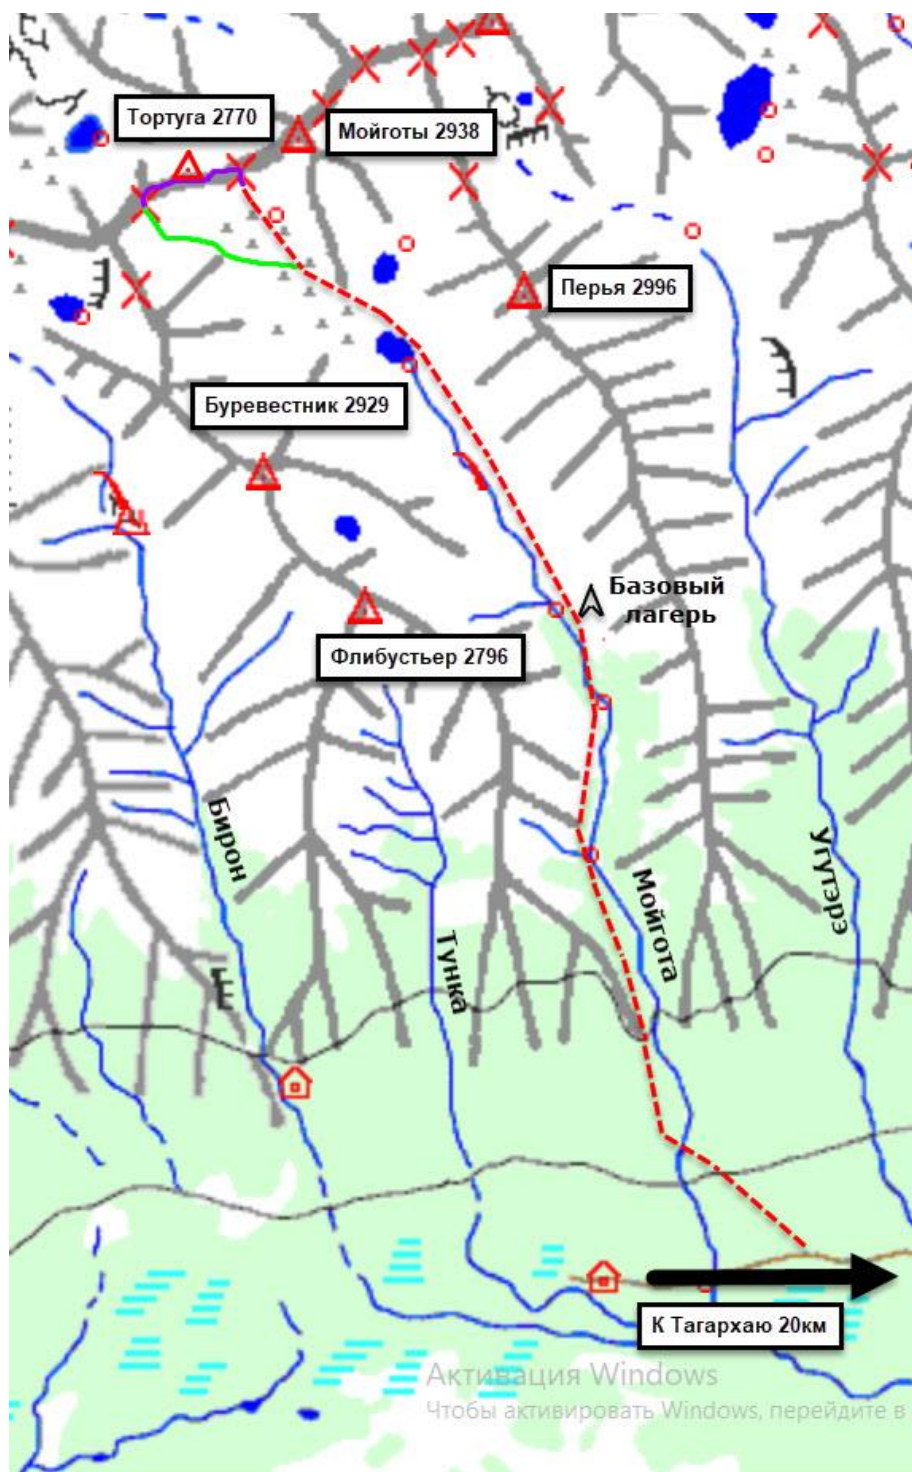 Тортуга 2770
Мойготы 2938
Перья 2996
Буревестник 2929
Базовый
лагерь
Флибустьер 2796
Бирон
Тунка
Мойгота
Угутэрэ
К Тагархаю 20км
Активация Windows
Чтобы активировать Windows, перейдите в